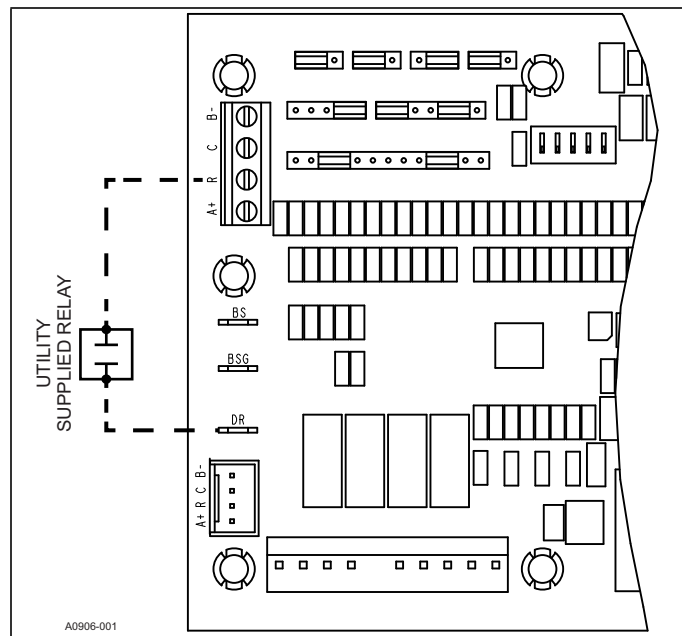 B-
C
R
A+
UTILITY
SUPPLIED RELAY
BS
BSG
DR
A+ R C B-
A0906-001